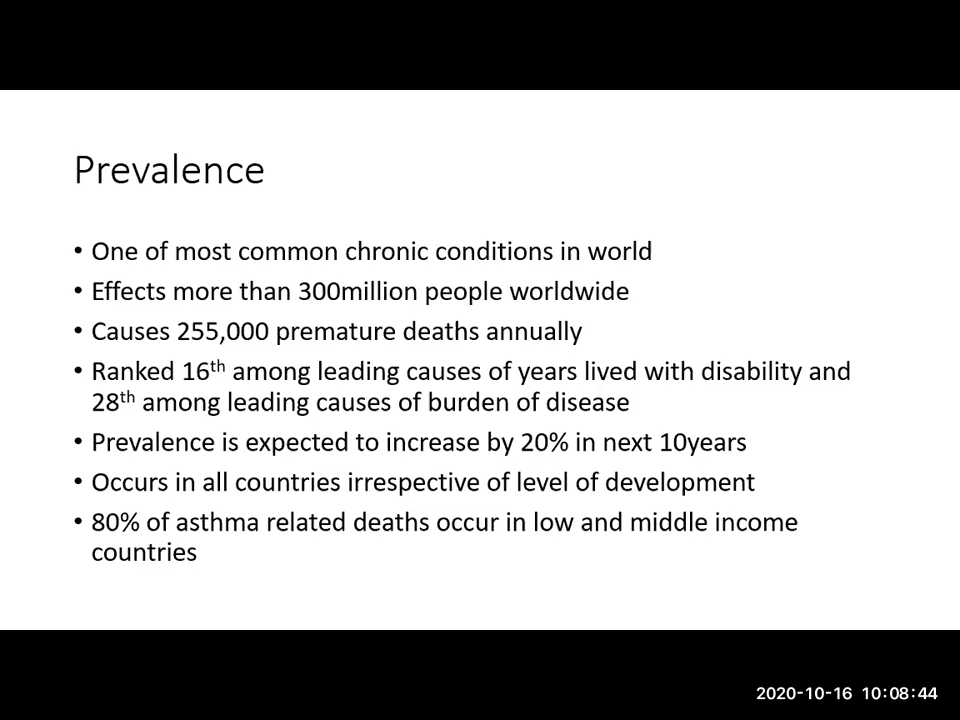 Prevalence
• One of most common chronic conditions in world
• Effects more than 300million people worldwide
• Causes 255,000 premature deaths annually
• Ranked 16th among leading causes of years lived with disability and
28th among leading causes of burden of disease
• Prevalence is expected to increase by 20% in next 10years
• Occurs in all countries irrespective of level of development
• 80% of asthma related deaths occur in low and middle income
countries
2020-10-16 10:08:44